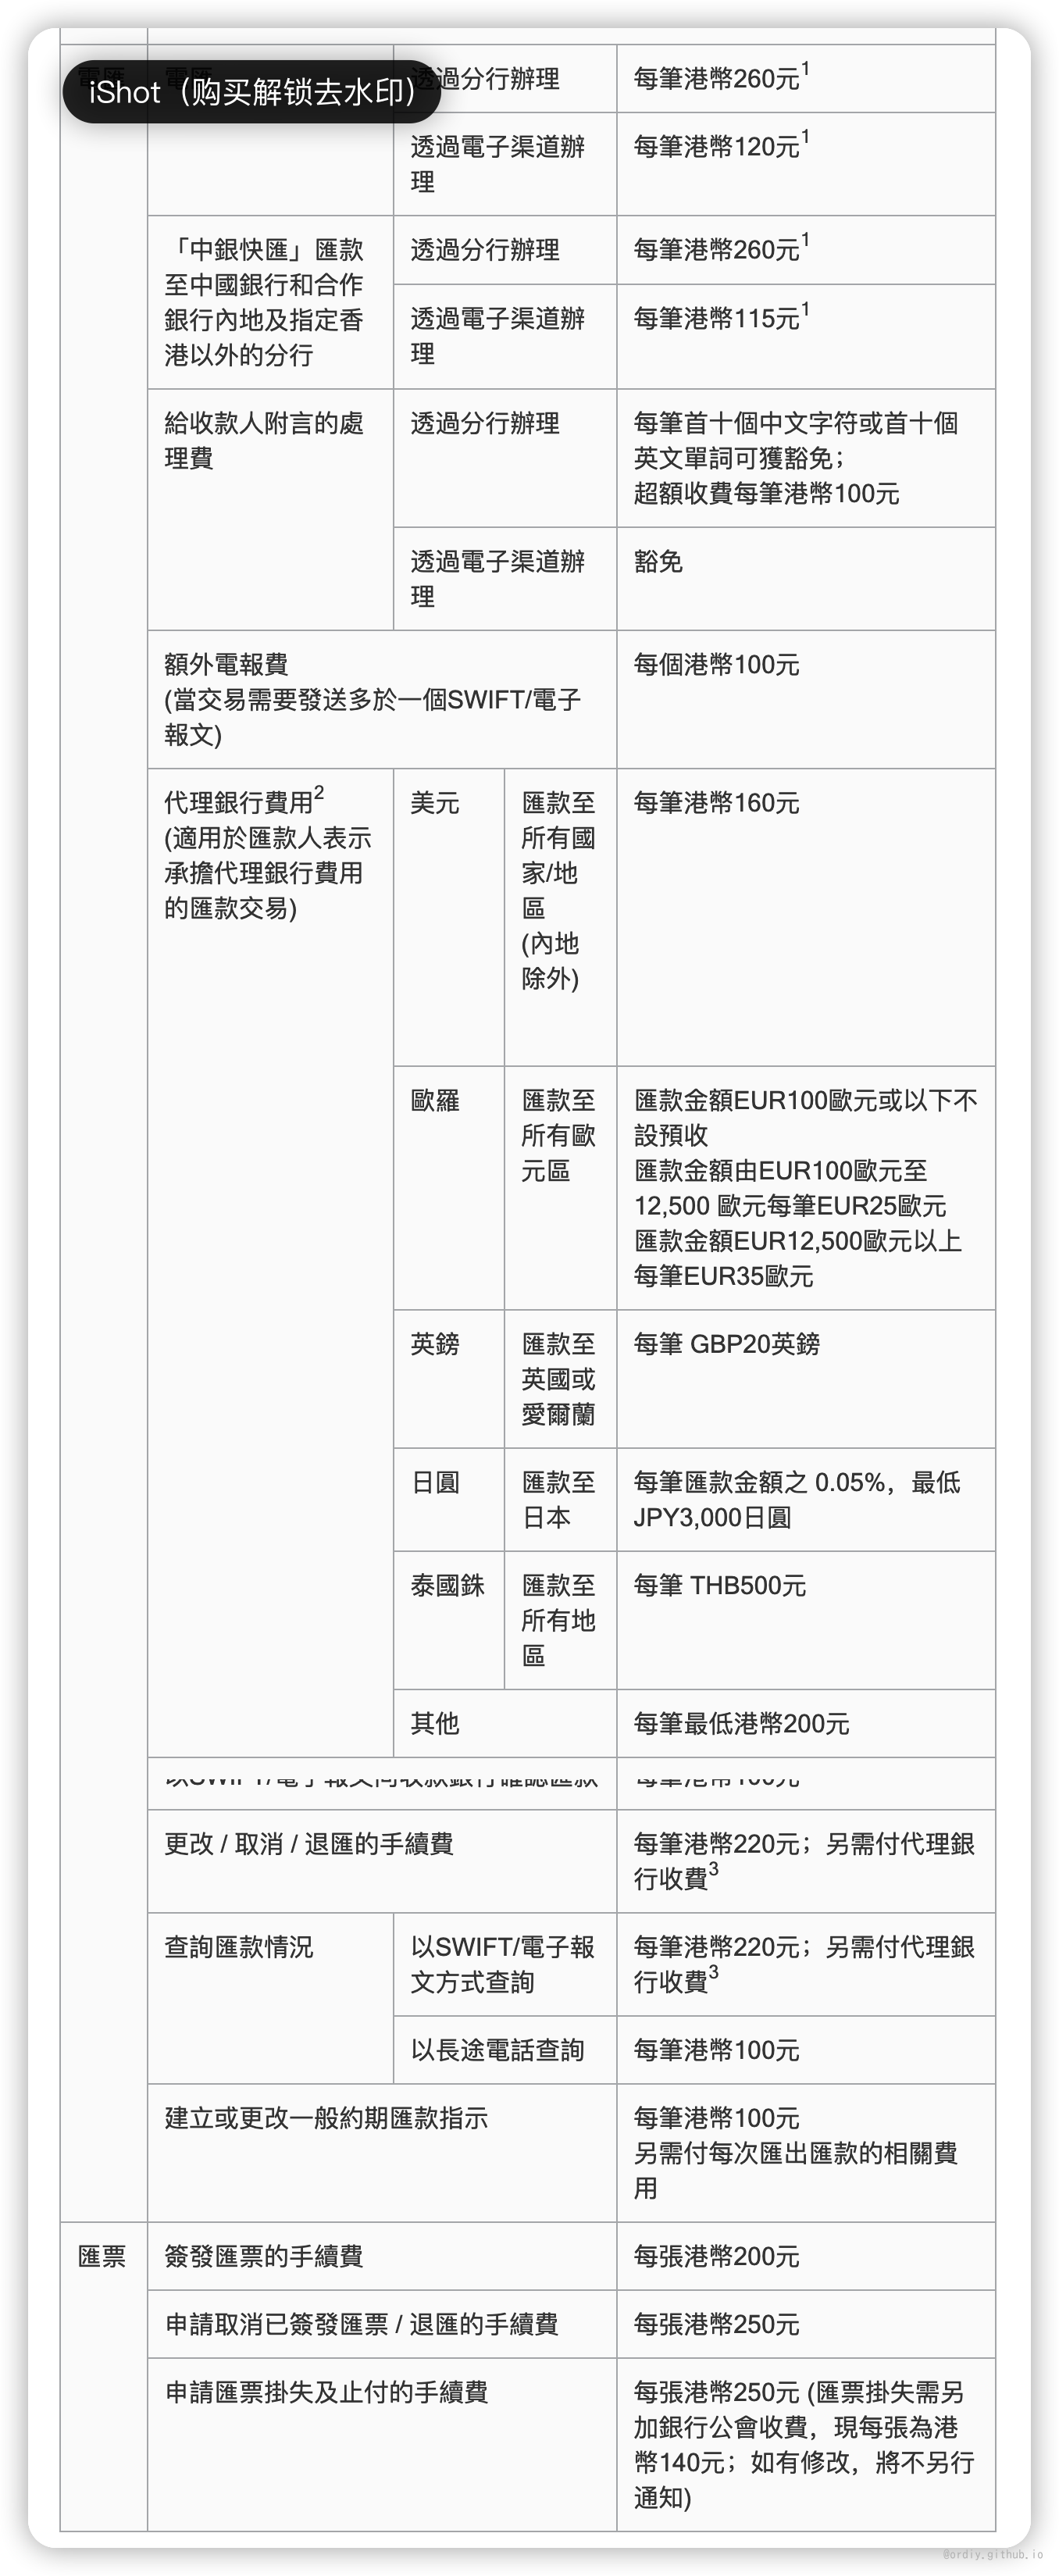 iShot（购买解锁去水印）
透過分行辦理
每筆港幣260元1
透過電子渠道辦
理
每筆港幣120元1
「中銀快匯」匯款
至中國銀行和合作
銀行內地及指定香
港以外的分行
透過分行辦理
每筆港幣260元1
透過電子渠道辦
理
每筆港幣115元1
給收款人附言的處
理費
透過分行辦理
每筆首十個中文字符或首十個
英文單詞可獲豁免；
超額收費每筆港幣100元
透過電子渠道辦
理
豁免
額外電報費
(當交易需要發送多於一個SWIFT/電子
報文)
每個港幣100元
代理銀行費用2
(適用於匯款人表示
承擔代理銀行費用
的匯款交易)
美元
匯款至
所有國
家/地
區
(內地
除外)
每筆港幣160元
歐羅
匯款至
所有歐
元區
匯款金額EUR100歐元或以下不
設預收
匯款金額由EUR100歐元至
12,500 歐元每筆EUR25歐元
匯款金額EUR12,500歐元以上
每筆EUR35歐元
英鎊
匯款至
英國或
愛爾蘭
每筆 GBP20英鎊
日圓
匯款至
日本
每筆匯款金額之 0.05%，最低
JPY3,000日圓
泰國銖
匯款至
所有地
區
每筆 THB500元
其他
每筆最低港幣200元
以SWIFT/電子報文向收款銀行確認匯款
每筆港幣100元
更改 / 取消 / 退匯的手續費
每筆港幣220元；另需付代理銀
行收費3
查詢匯款情況
以SWIFT/電子報
文方式查詢
每筆港幣220元；另需付代理銀
行收費3
以長途電話查詢
每筆港幣100元
建立或更改一般約期匯款指示
每筆港幣100元
另需付每次匯出匯款的相關費
用
匯票
簽發匯票的手續費
每張港幣200元
申請取消已簽發匯票 / 退匯的手續費
每張港幣250元
申請匯票掛失及止付的手續費
每張港幣250元 (匯票掛失需另
加銀行公會收費，現每張為港
幣140元；如有修改，將不另行
通知)
@ordiy.github.io